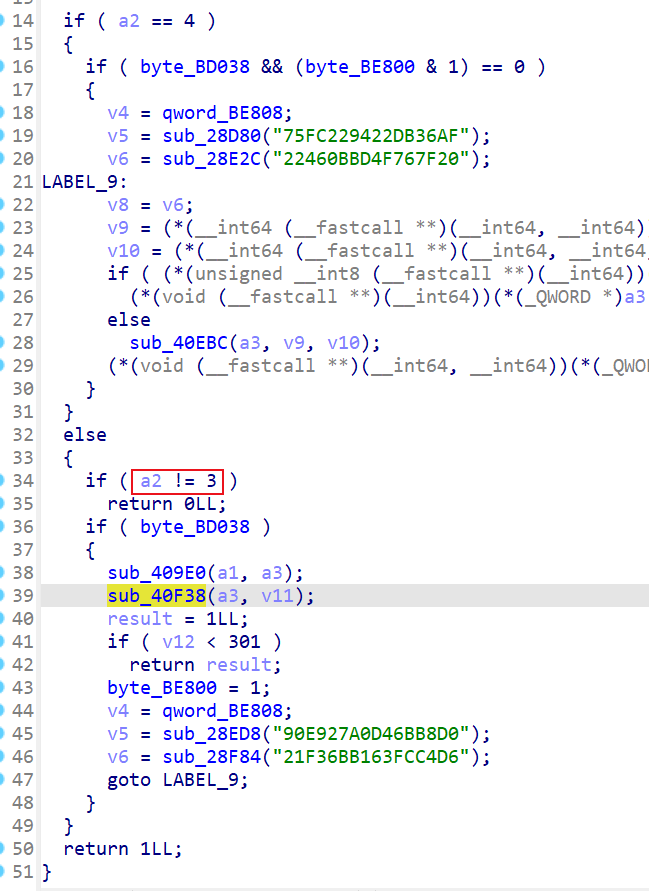 14 if ( a2 == 4 )
15 {
16 if ( byte_BD038 && (byte_BE800 & 1) == 0 )
17 {
18 v4 = qword_BE808;
19 v5 = sub_28D80("75FC229422DB36AF");
20 v6 = sub_28E2C("22460BBD4F767F20");
21 LABEL_9:
22 v8 = v6;
23 v9 = (*(__int64 (__fastcall **)(__int64, __int64)
24 v10 = (*(__int64 (__fastcall **)(__int64, __int64,
25 if ( (*(unsigned __int8 (__fastcall **)(__int64))
26 (*(void (__fastcall **)(__int64))(*(_QWORD *)a3
27 else
28 sub_40EBC(a3, v9, v10);
29 (*(void (__fastcall **)(__int64, __int64))(*(_QWO
30 }
31 }
32 else
33 {
34 if ( a2 != 3 )
35 return 0LL;
36 if ( byte_BD038 )
37 {
38 sub_409E0(a1, a3);
39 sub_40F38(a3, v11);
40 result = 1LL;
41 if ( v12 < 301 )
42 return result;
43 byte_BE800 = 1;
44 v4 = qword_BE808;
45 v5 = sub_28ED8("90E927A0D46BB8D0");
46 v6 = sub_28F84("21F36BB163FCC4D6");
47 goto LABEL_9;
48 }
49 }
50 return 1LL;
51 }